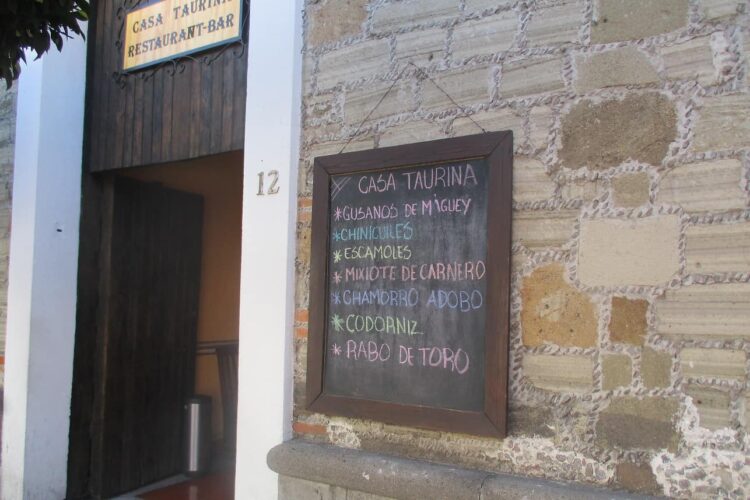 CASA TAURINA
RESTAURANT-BAR
12
CASA TAURINA
*GUSANOS DE MiGUEY
*CHINICUILES
*ESCAMOLES
*MIXIOTE DE CARNERO
*CHAMORRO ADOBO
*CODORNIZ.
*RABO DE TORO